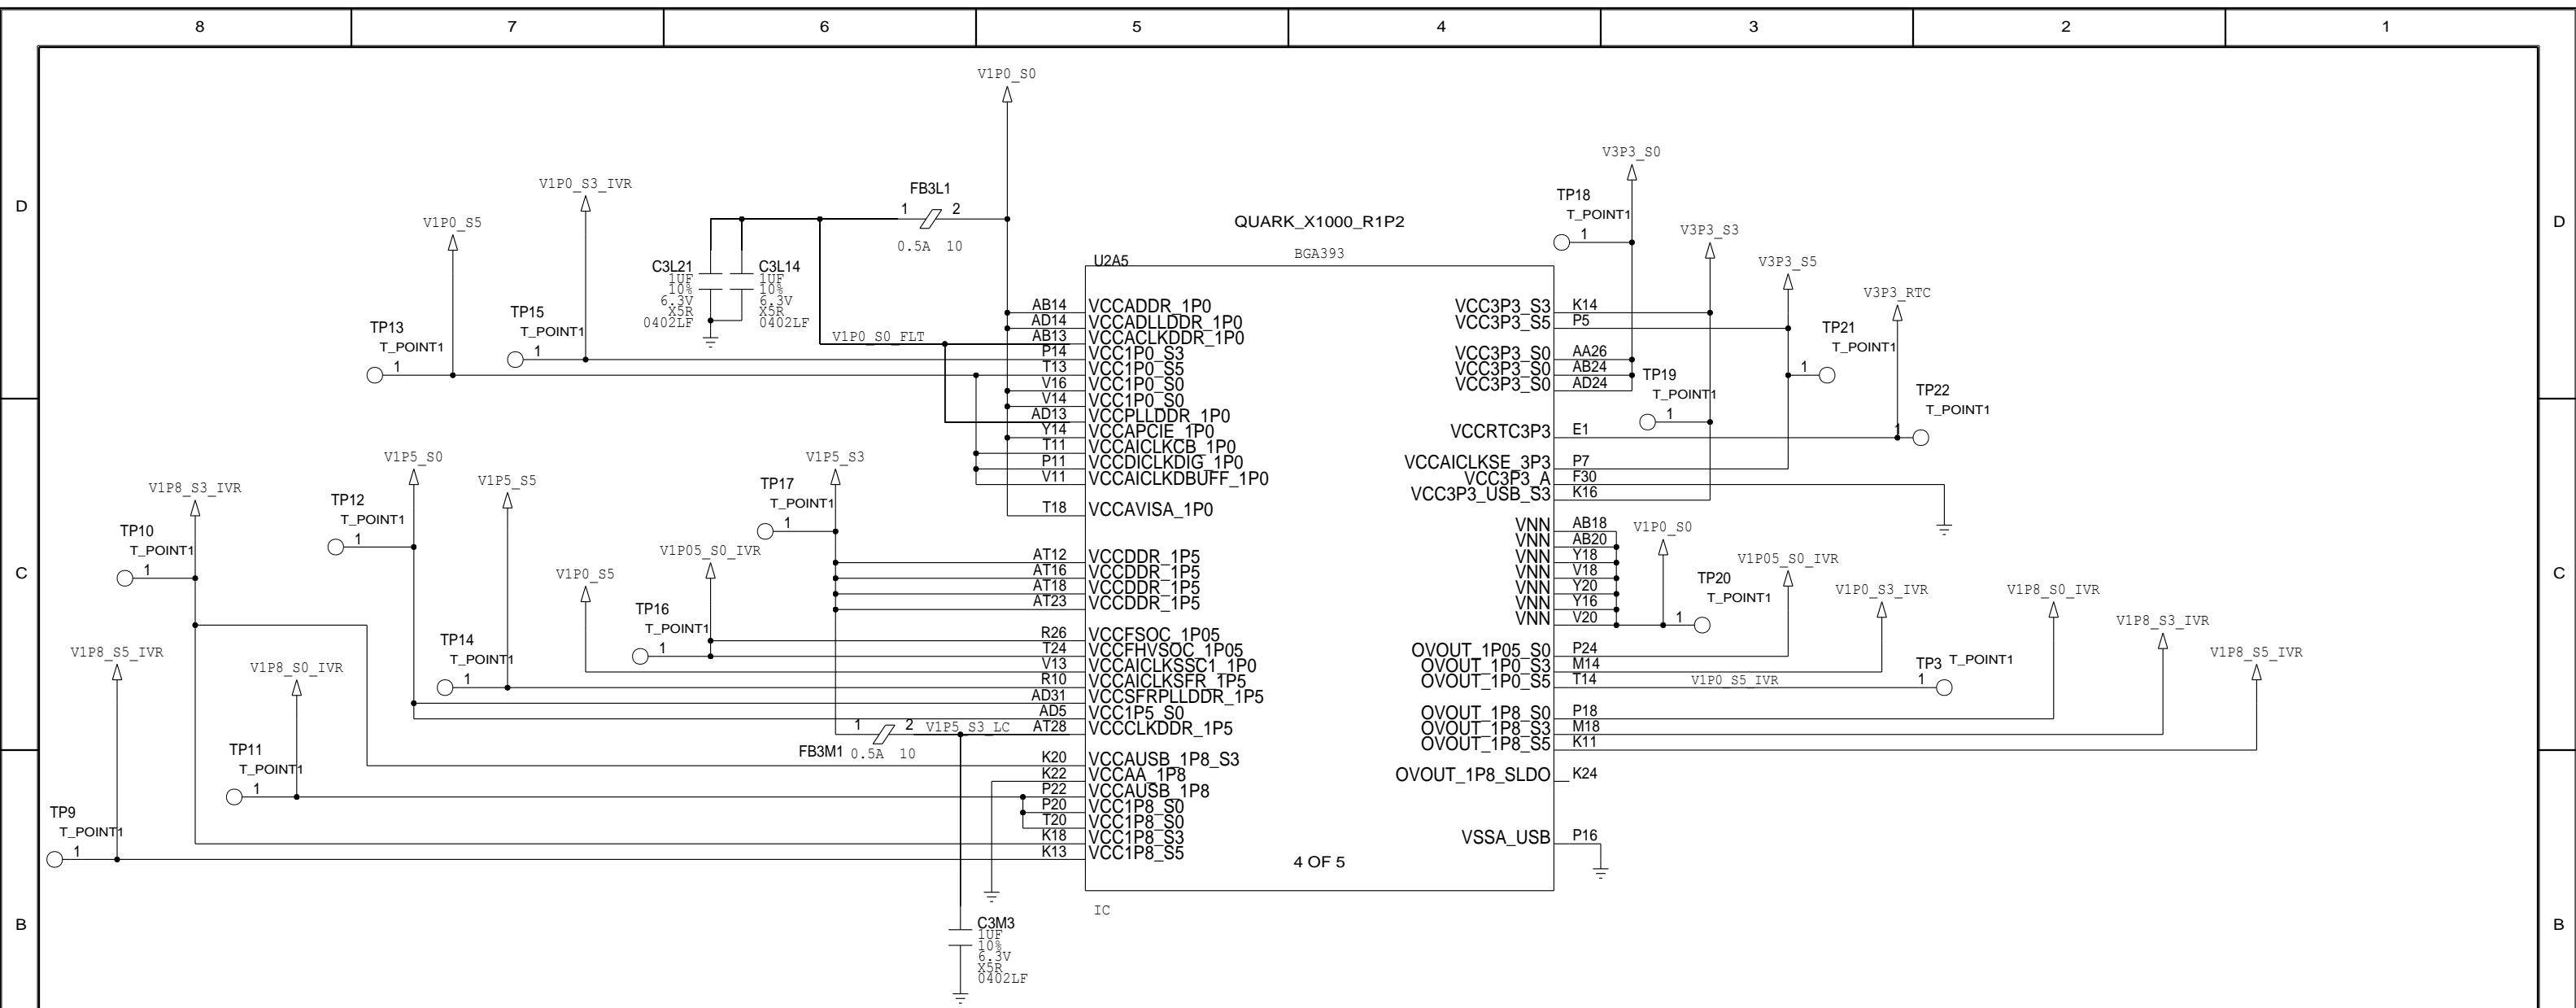 8 7 6 5 4 3 2 1
V1P0_S0
V3P3_S0
D
D
V1P0_S3_IVR
FB3L1
1 2
0.5A 10
TP18
T_POINT1
1
V1P0_S5
QUARK_X1000_R1P2
BGA393
V3P3_S3
V3P3_S5
V3P3_RTC
U2A5
C3L21
1UF
10%
6.3V
X5R
0402LF
C3L14
1UF
10%
6.3V
X5R
0402LF
V1P0_S0_FLT
TP15
T_POINT1
1
TP13
T_POINT1
1
AB14 VCCADDR_1P0
AD14 VCCADLLDDR_1P0
AB13 VCCACLKDDR_1P0
P14 VCC1P0_S3
T13 VCC1P0_S5
V16 VCC1P0_S0
V14 VCC1P0_S0
AD13 VCCPLLDDR_1P0
Y14 VCCAPCIE_1P0
T11 VCCAICLKCB_1P0
P11 VCCDICLKDIG_1P0
V11 VCCAICLKDBUFF_1P0
T18 VCCAVISA_1P0
VCC3P3_S3 K14
VCC3P3_S5 P5
VCC3P3_S0 AA26
VCC3P3_S0 AB24
VCC3P3_S0 AD24
VCCRTC3P3 E1
VCCAICLKSE_3P3 P7
VCC3P3_A F30
VCC3P3_USB_S3 K16
TP21
T_POINT1
1
TP19
T_POINT1
1
TP22
T_POINT1
1
V1P5_S0
V1P5_S3
V1P8_S3_IVR
V1P5_S5
TP12
T_POINT1
1
TP17
T_POINT1
1
TP10
T_POINT1
1
V1P05_S0_IVR
V1P0_S5
C
C
TP16
T_POINT1
1
TP14
T_POINT1
1
V1P8_S5_IVR
V1P8_S0_IVR
AT12 VCCDDR_1P5
AT16 VCCDDR_1P5
AT18 VCCDDR_1P5
AT23 VCCDDR_1P5
R26 VCCFSOC_1P05
T24 VCCFHVSOC_1P05
V13 VCCAICLKSSC1_1P0
R10 VCCAICLKSFR_1P5
AD31 VCCSFRPLLDDR_1P5
AD5 VCC1P5_S0
AT28 VCCCLKDDR_1P5
1 2 V1P5_S3_LC
FB3M1 0.5A 10
VNN AB18
VNN AB20
VNN Y18
VNN V18
VNN Y20
VNN Y16
VNN V20
V1P0_S0
TP20
T_POINT1
1
V1P05_S0_IVR
V1P0_S3_IVR
V1P8_S0_IVR
V1P8_S3_IVR
V1P8_S5_IVR
OVOUT_1P05_S0 P24
OVOUT_1P0_S3 M14
OVOUT_1P0_S5 T14
V1P0_S5_IVR
TP3 T_POINT1
1
OVOUT_1P8_S0 P18
OVOUT_1P8_S3 M18
OVOUT_1P8_S5 K11
OVOUT_1P8_SLDO K24
VSSA_USB P16
TP11
T_POINT1
1
TP9
T_POINT1
1
K20 VCCAUSB_1P8_S3
K22 VCCAA_1P8
P22 VCCAUSB_1P8
P20 VCC1P8_S0
T20 VCC1P8_S0
K18 VCC1P8_S3
K13 VCC1P8_S5
4 OF 5
IC
B
B
C3M3
1UF
10%
6.3V
X5R
0402LF